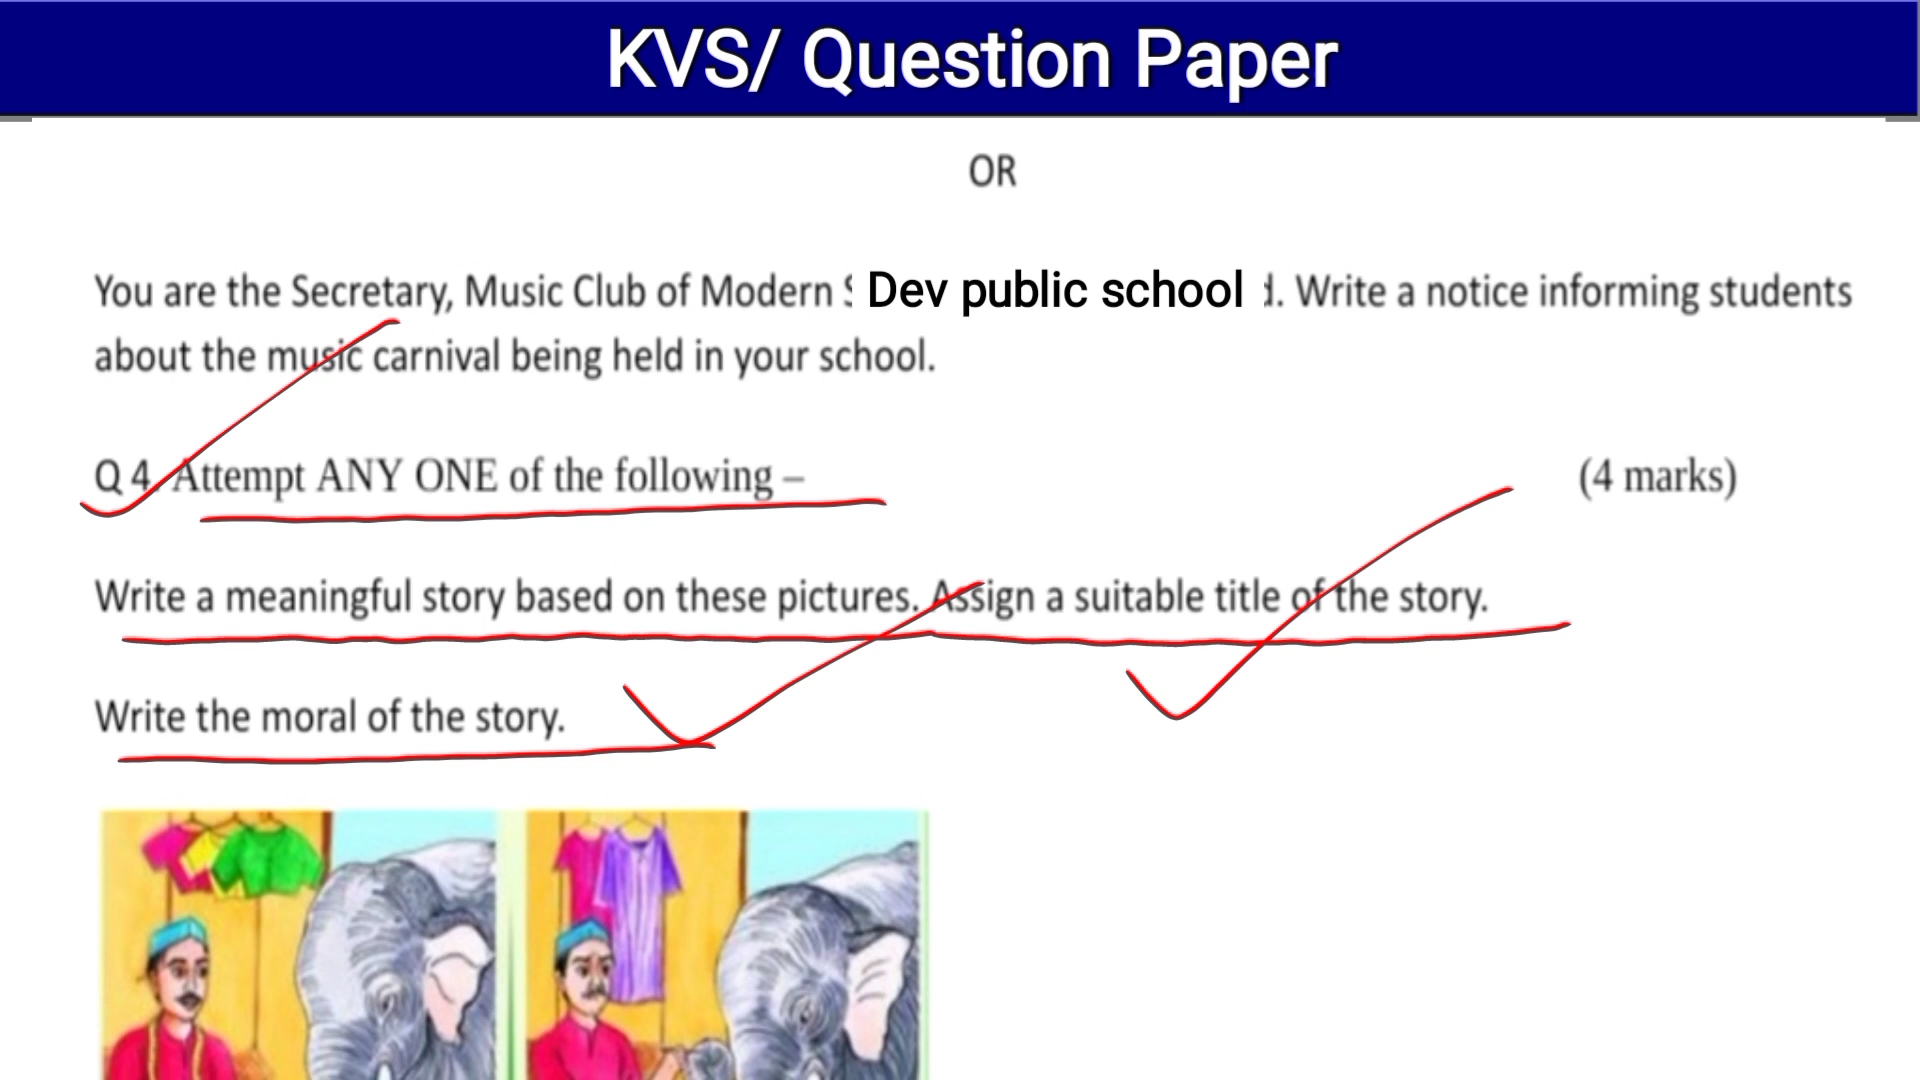 KVS/ Question Paper
OR
You are the Secretary, Music Club of Modern Dev public school d. Write a notice informing students
about the music carnival being held in your school.
Q 4. Attempt ANY ONE of the following – (4 marks)
Write a meaningful story based on these pictures. Assign a suitable title of the story.
Write the moral of the story.